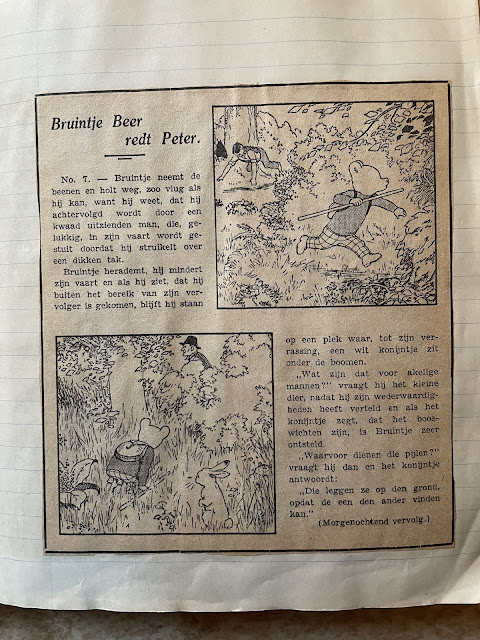 Bruintje Beer
redt Peter.
No. 7. — Bruintje neemt de
beenen en holt weg, zoo vlug als
hij kan, want hij weet, dat hij
achtervolgd wordt door een
kwaad uitzienden man, die, ge-
lukkig, in zijn vaart wordt ge-
stuit doordat hij struikelt over
een dikken tak.
Bruintje herademt, hij mindert
zijn vaart en als hij ziet, dat hij
buiten het bereik van zijn ver-
volger is gekomen, blijft hij staan
op een plek waar, tot zijn ver-
rassing, een wit konijntje zit
onder de boomen.
„Wat zijn dat voor akelige
mannen?" vraagt hij het kleine
dier, nadat hij zijn wederwaardig-
heden heeft verteld en als het
konijntje zegt, dat het boos-
wichten zijn, is Bruintje zeer
ontsteld.
„Waarvoor dienen die pijlen?"
vraagt hij dan en het konijntje
antwoordt:
„Die leggen ze op den grond,
opdat de een den ander vinden
kan."
(Morgenochtend vervolg.)